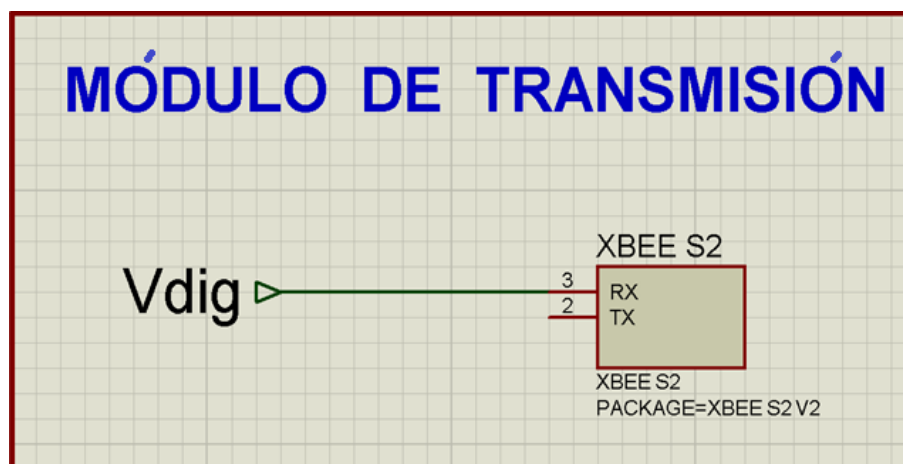 MÓDULO DE TRANSMISIÓN
XBEE S2
Vdig
3 RX
2 TX
XBEE S2
PACKAGE=XBEE S2 V2